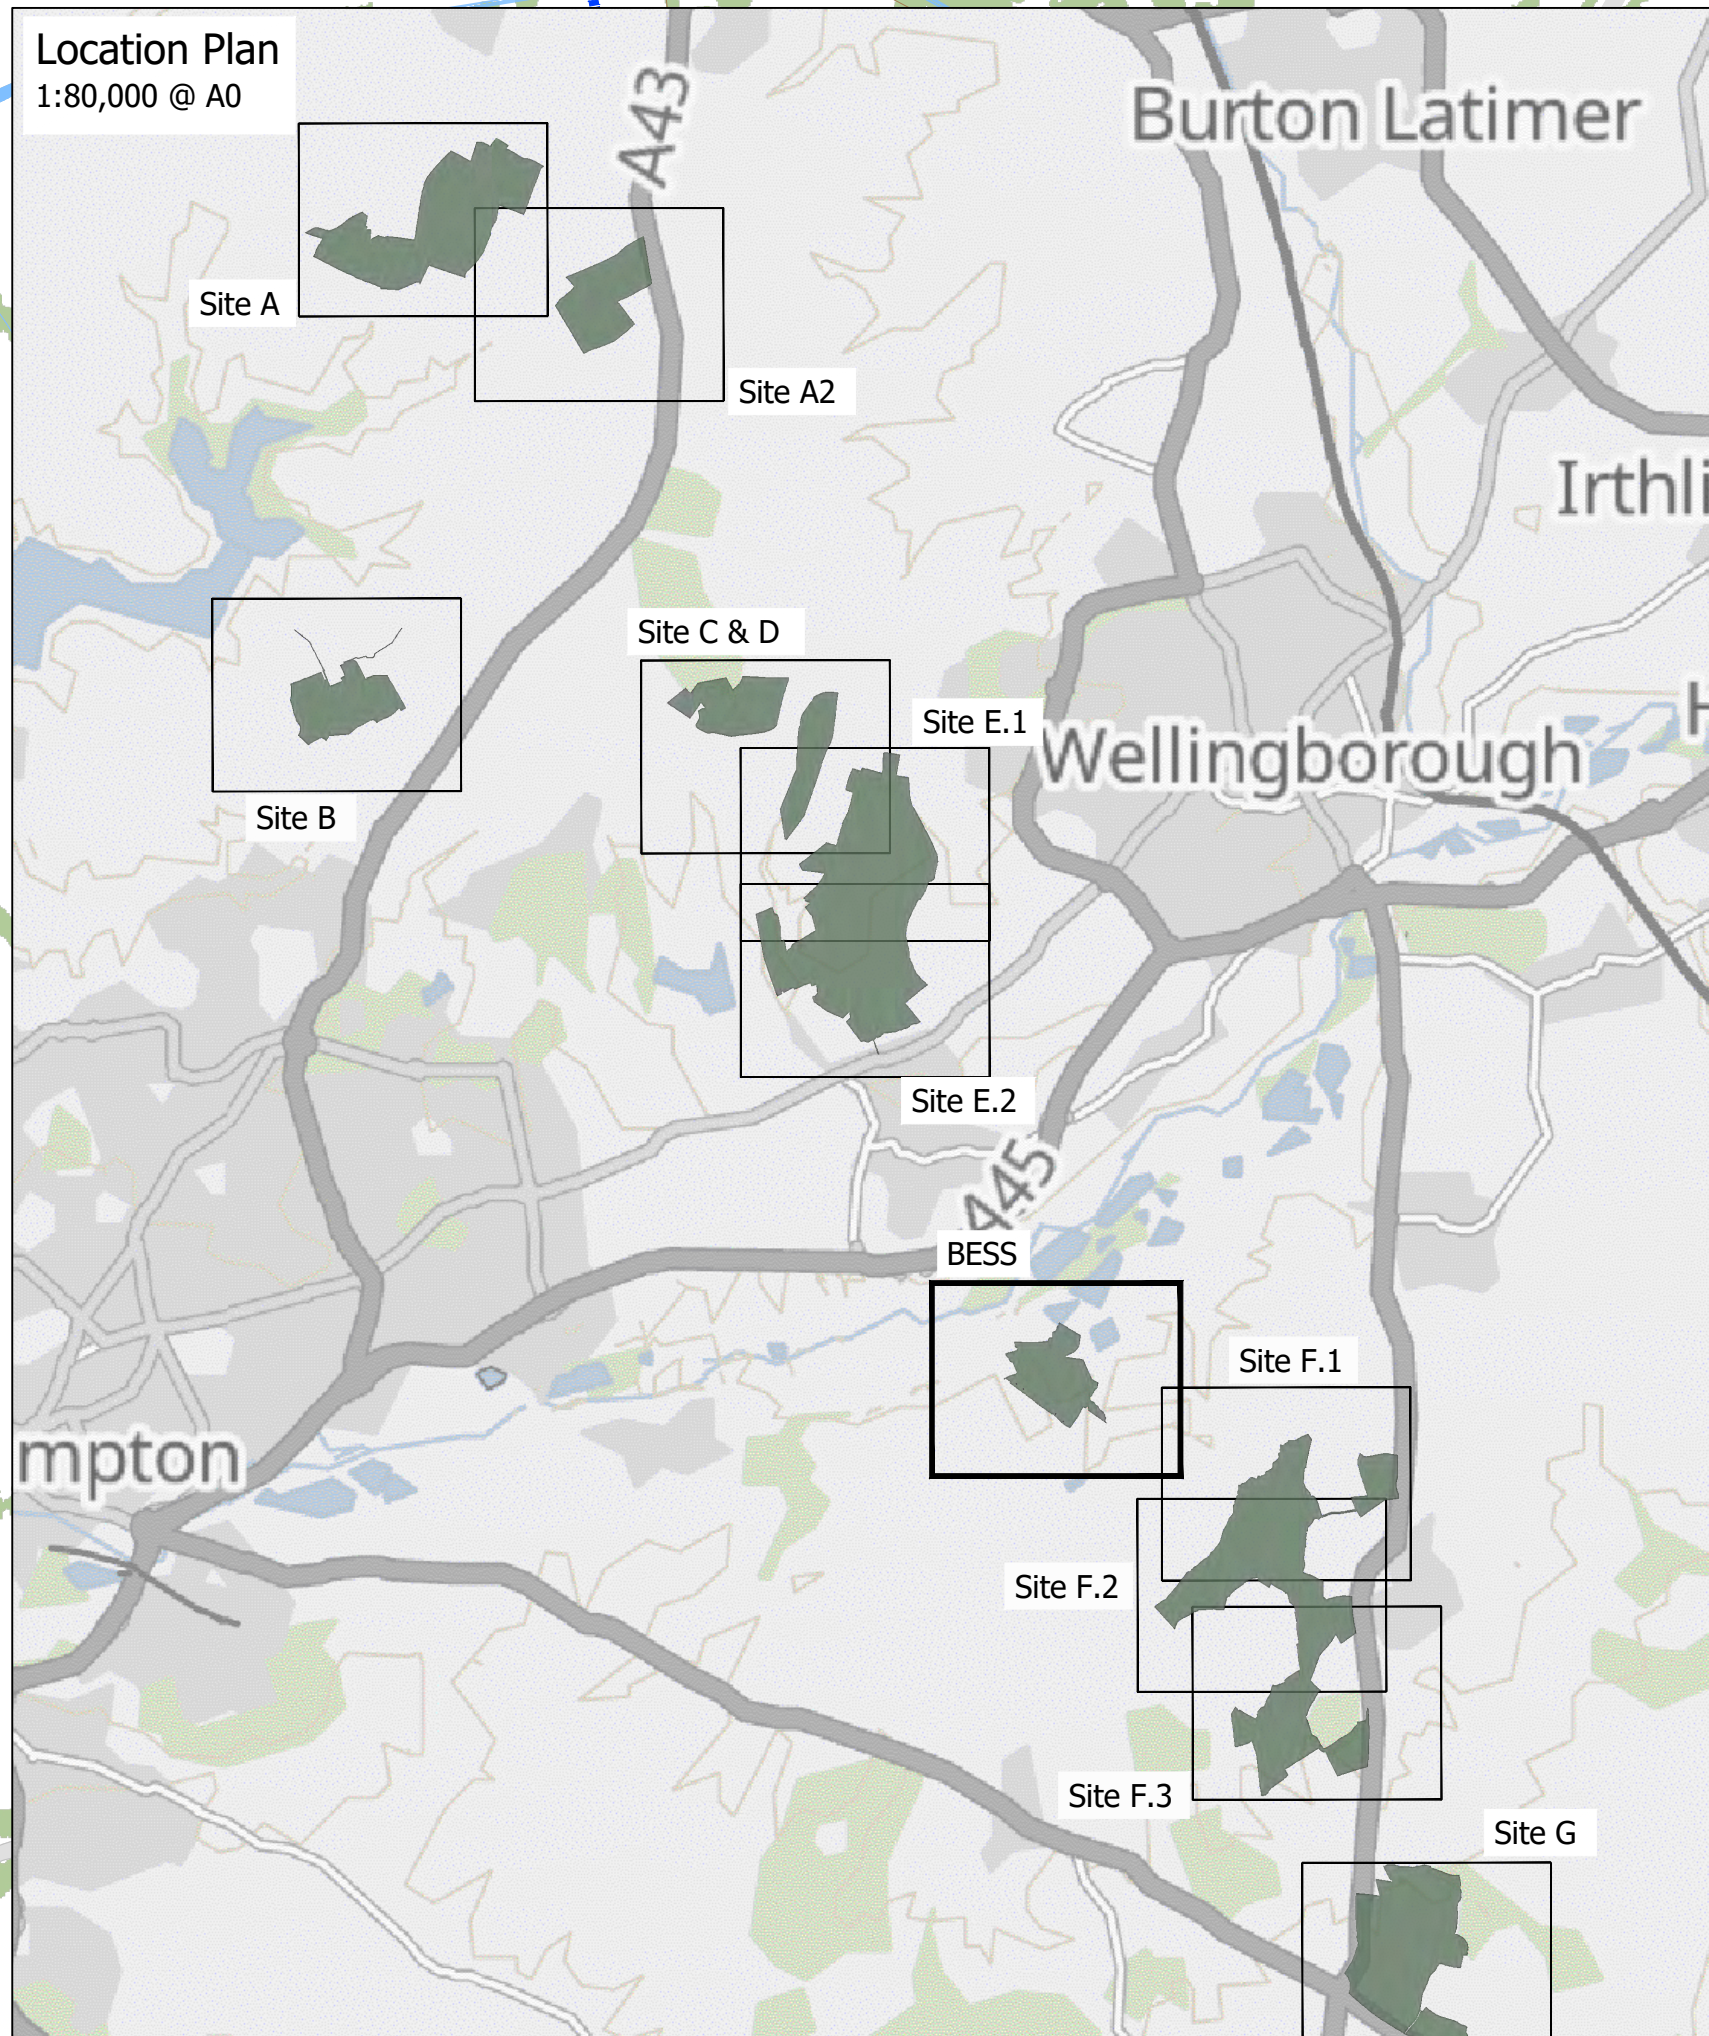 Location Plan
1:80,000 @ A0
A43
Burton Latimer
Site A
Site A2
Irthli
Site C & D
Site E.1
H
Wellingborough
Site B
Site E.2
A45
BESS
Site F.1
mpton
Site F.2
Site F.3
Site G